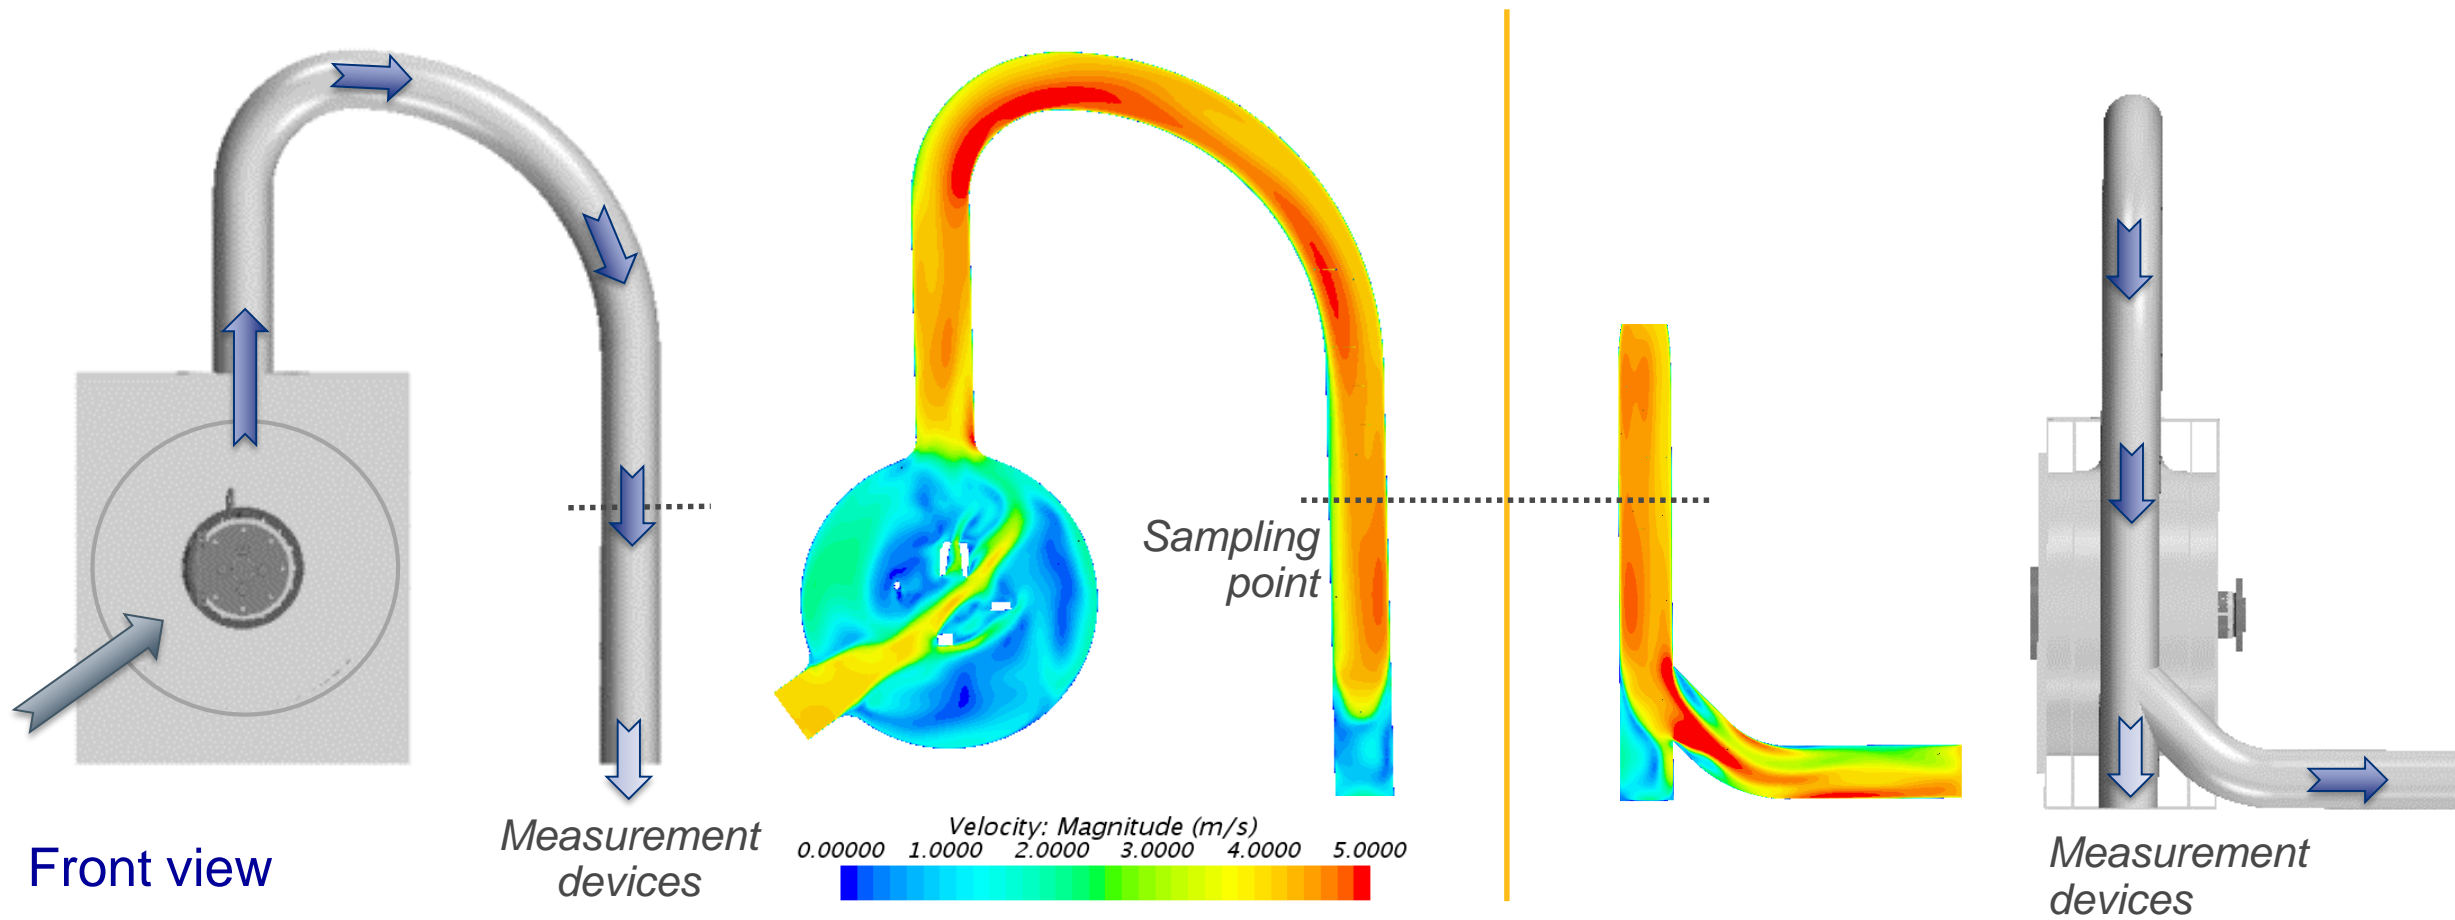 Sampling
point
Measurement
devices
Front view
Velocity: Magnitude (m/s)
0.00000 1.0000 2.0000 3.0000 4.0000 5.0000
Measurement
devices